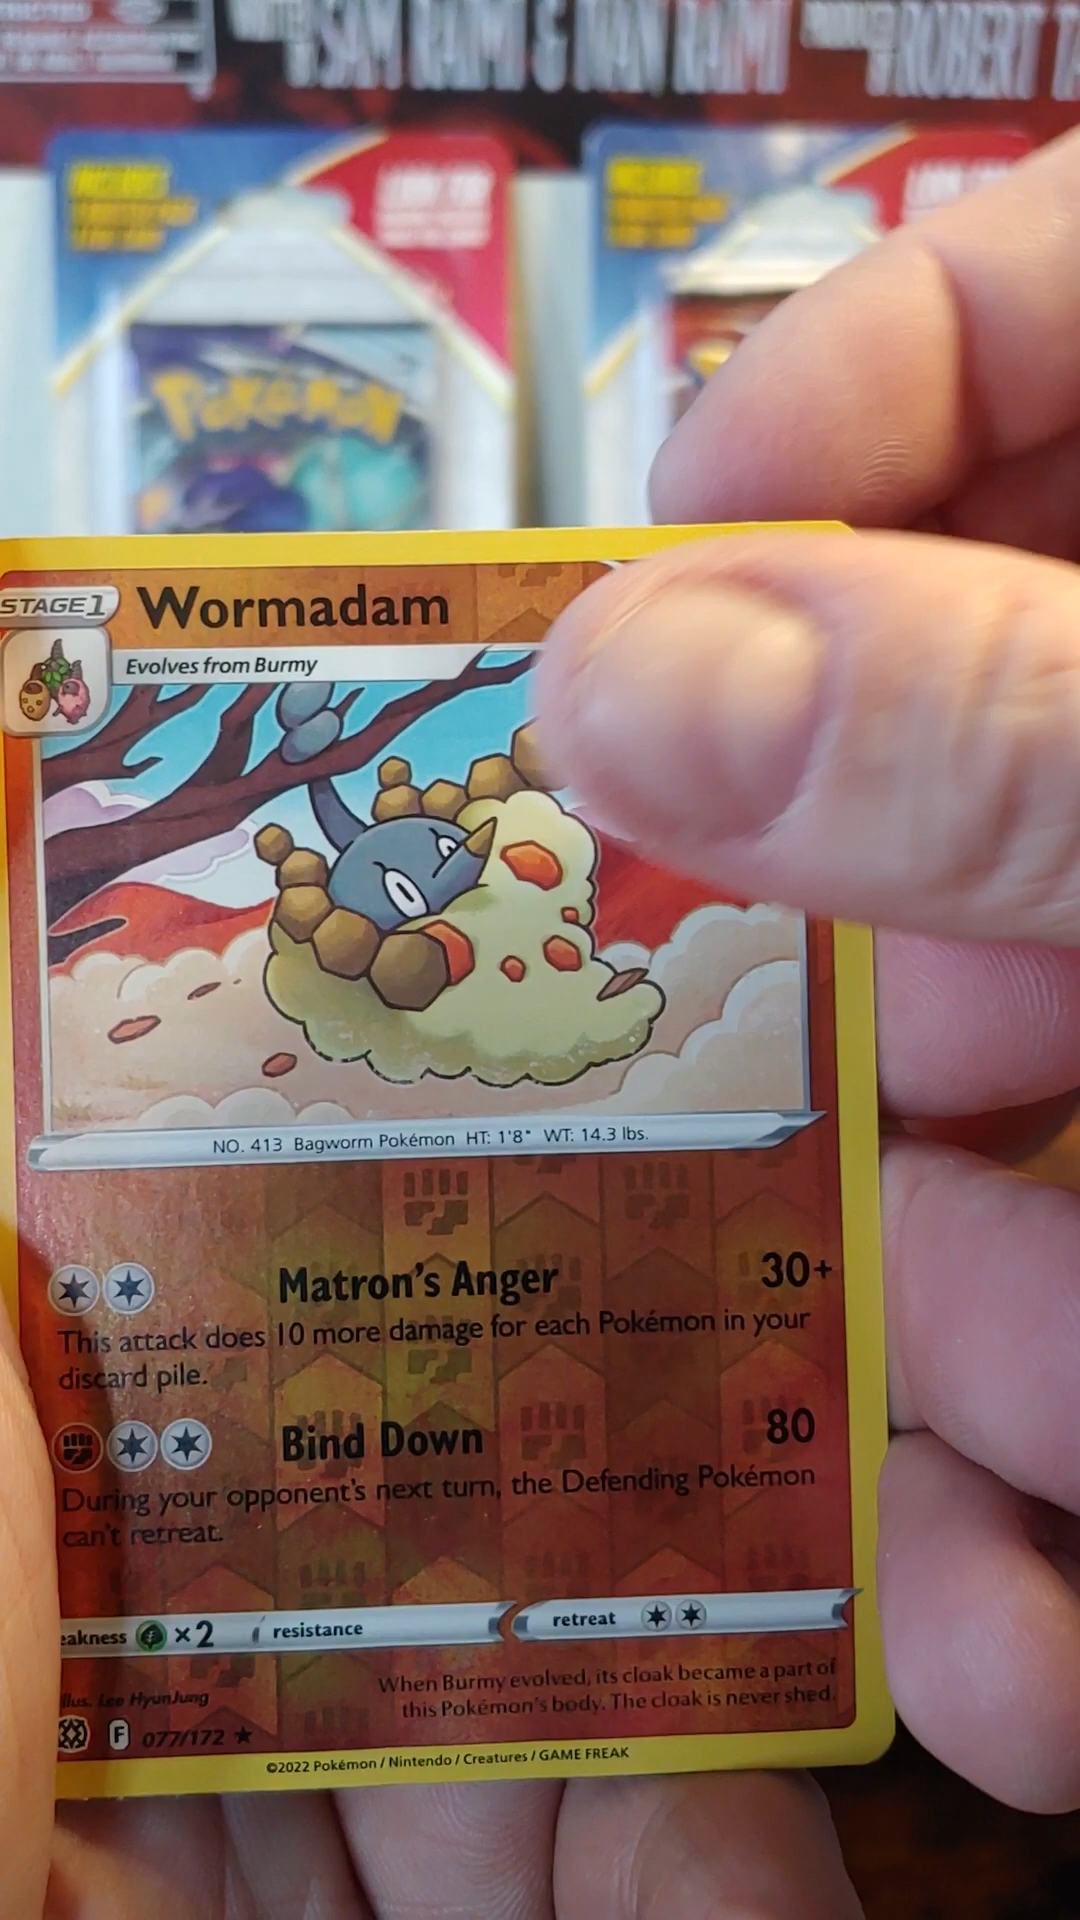 SAM RAIMI & IVAN RAIMI
ROBERT
INCLUDES
LOOK FOR
Pokémon
STAGE 1
Wormadam
Evolves from Burmy
NO. 413 Bagworm Pokémon HT: 1'8" WT: 14.3 lbs.
Matron's Anger 30+
This attack does 10 more damage for each Pokémon in your
discard pile.
Bind Down 80
During your opponent's next turn, the Defending Pokémon
can't retreat.
eakness ×2 resistance retreat
When Burmy evolved, its cloak became a part of
this Pokémon's body. The cloak is never shed.
Illus. Lee HyunJung
F 077/172 ★
©2022 Pokémon / Nintendo / Creatures / GAME FREAK